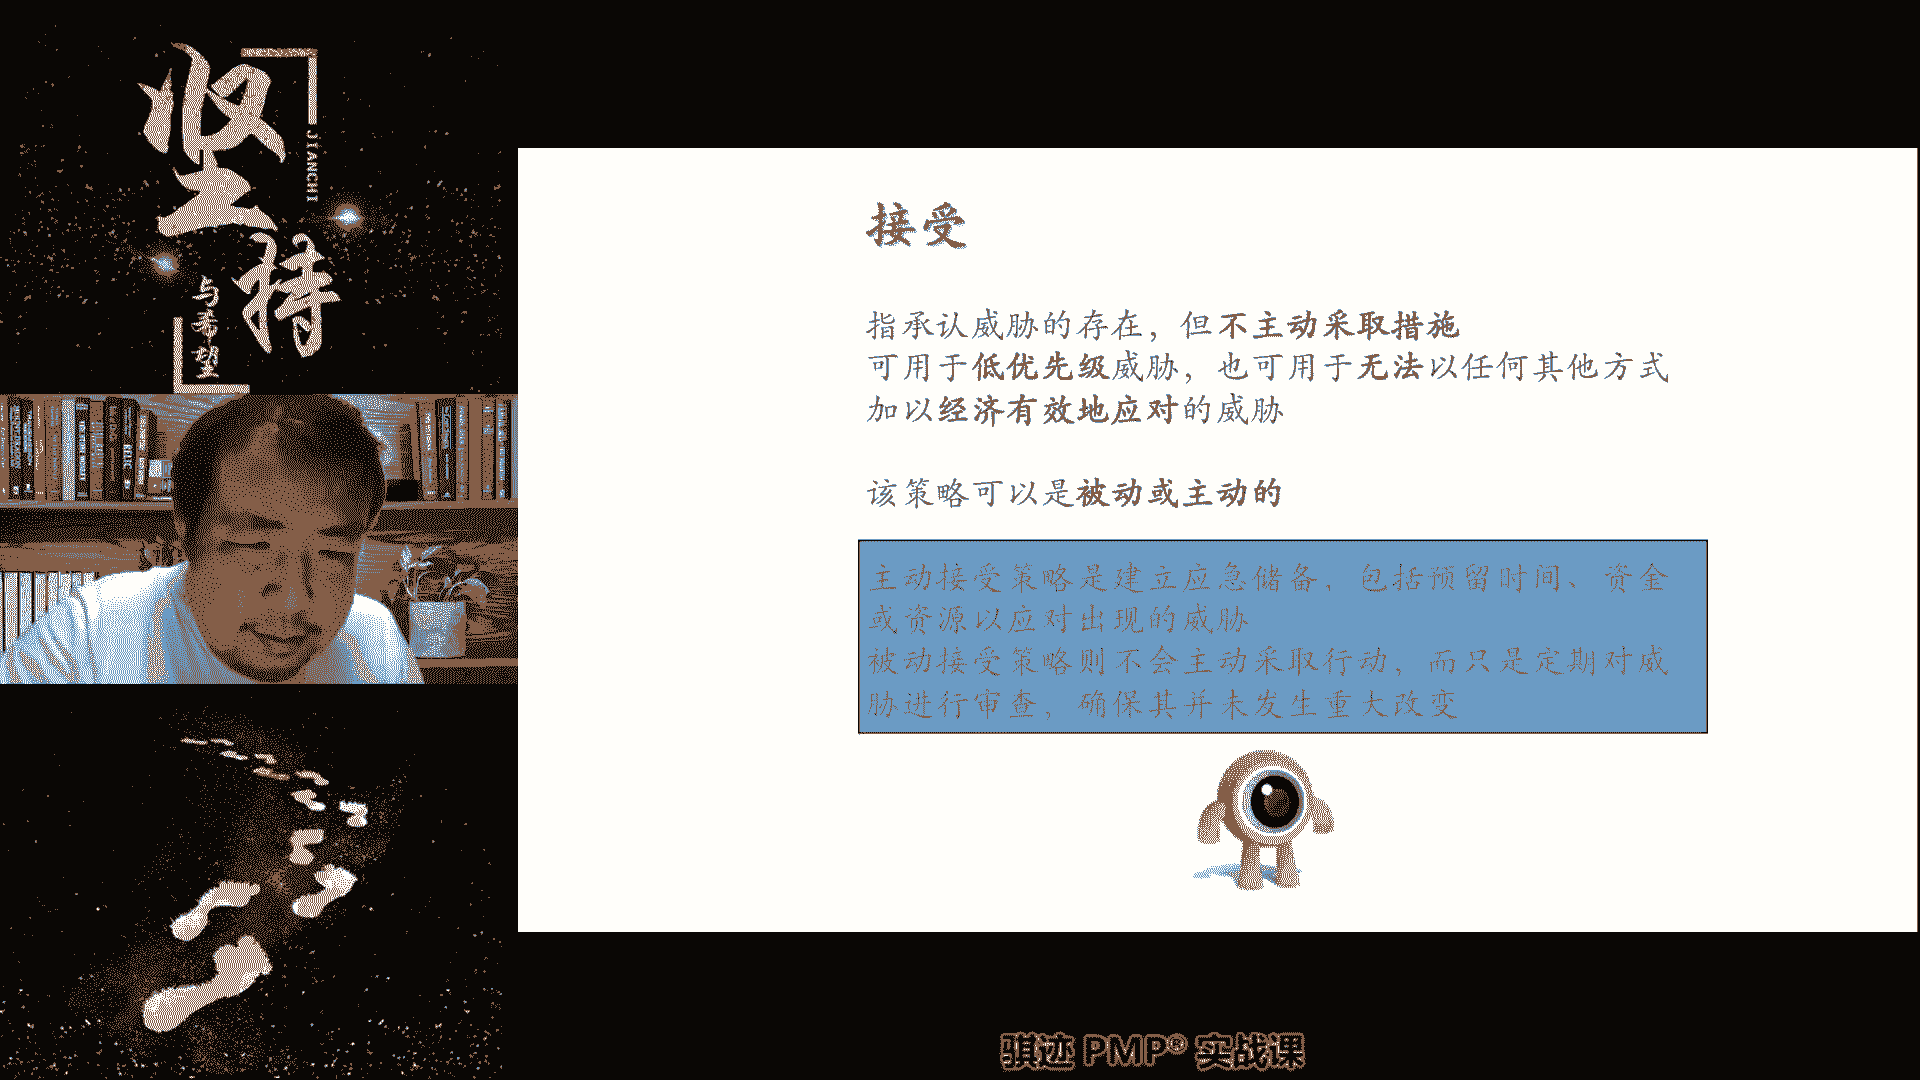 坚持
JIANCHI
与希望
接受
指承认威胁的存在，但不主动采取措施
可用于低优先级威胁，也可用于无法以任何其他方式
加以经济有效地应对的威胁
该策略可以是被动或主动的
主动接受策略是建立应急储备，包括预留时间、资金
或资源以应对出现的威胁
被动接受策略则不会主动采取行动，而只是定期对威
胁进行审查，确保其并未发生重大改变
骐迹 PMP® 实战课